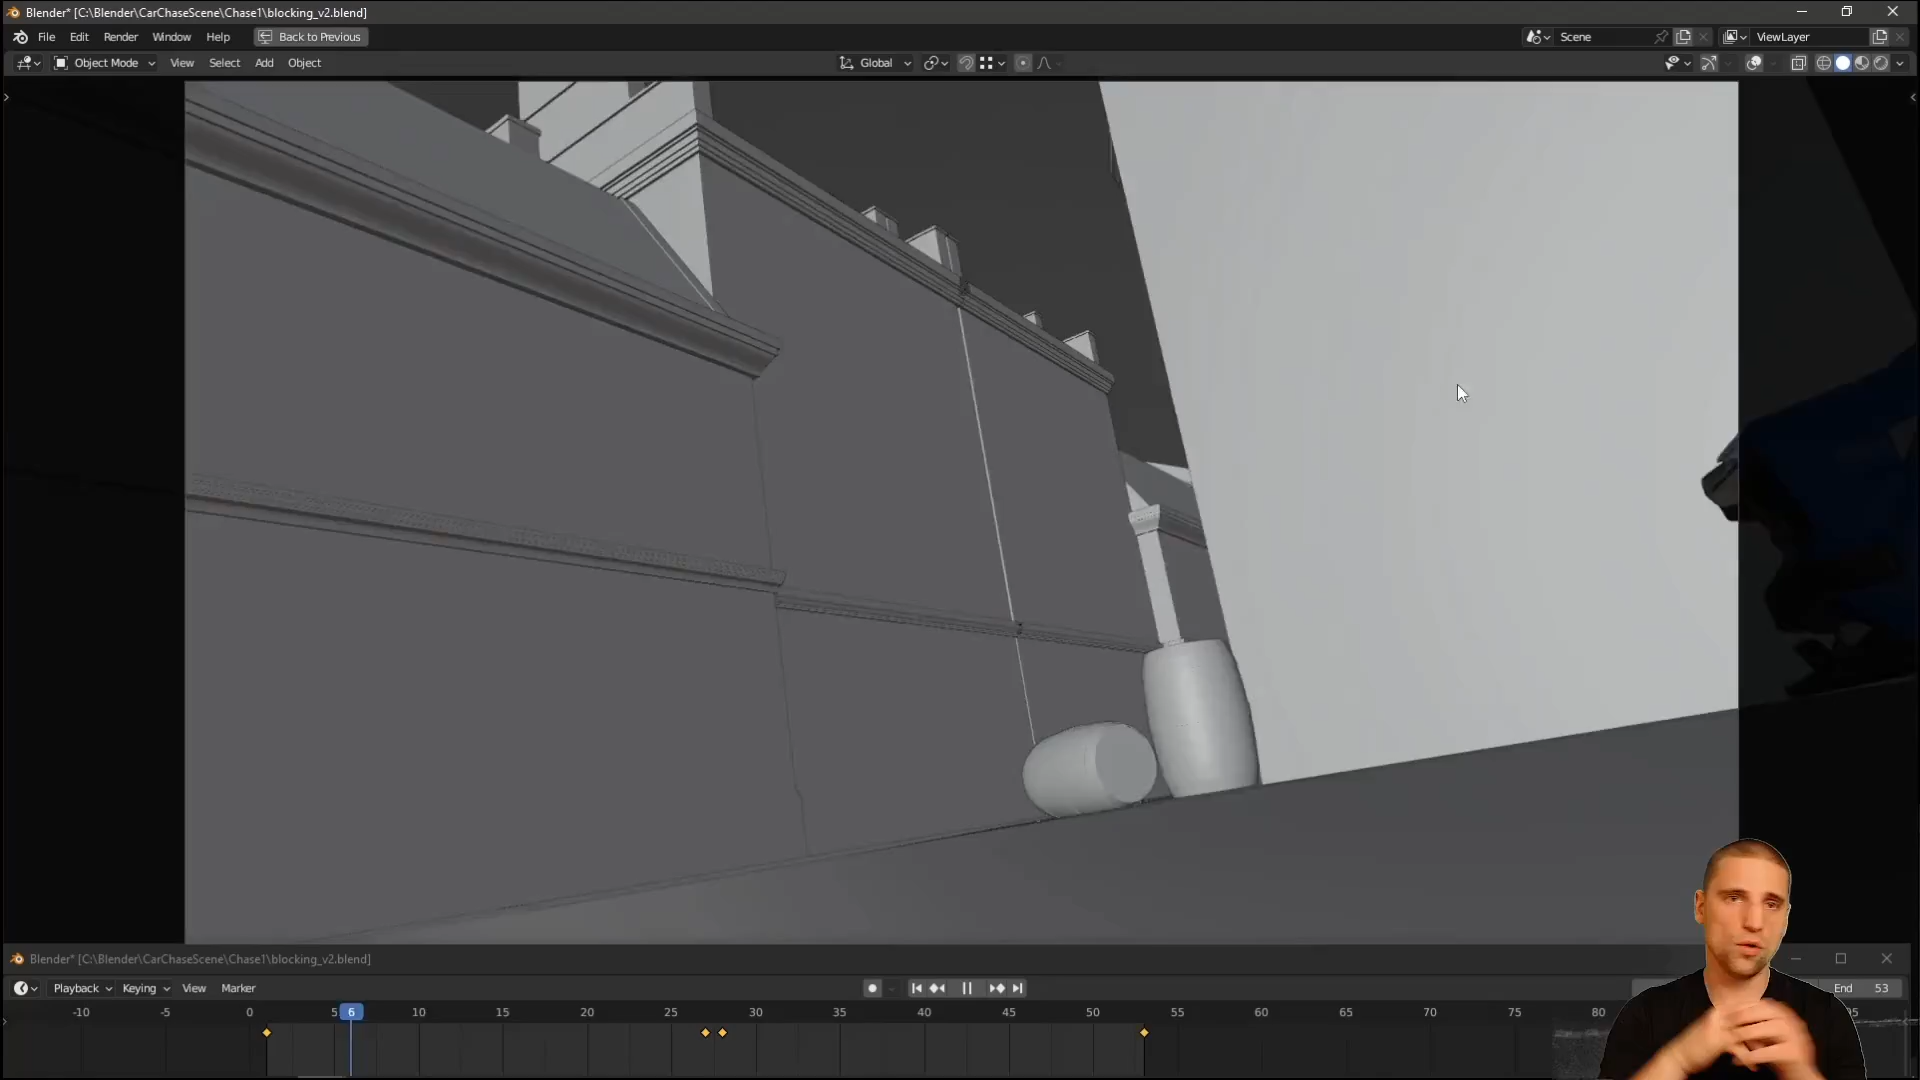 Blender* [C:\Blender\CarChaseScene\Chase1\blocking_v2.blend]
File Edit Render Window Help Back to Previous Scene ViewLayer
Object Mode View Select Add Object Global
Blender* [C:\Blender\CarChaseScene\Chase1\blocking_v2.blend]
Playback Keying View Marker End 53
-10 -5 0 5 6 10 15 20 25 30 35 40 45 50 55 60 65 70 75 80 95